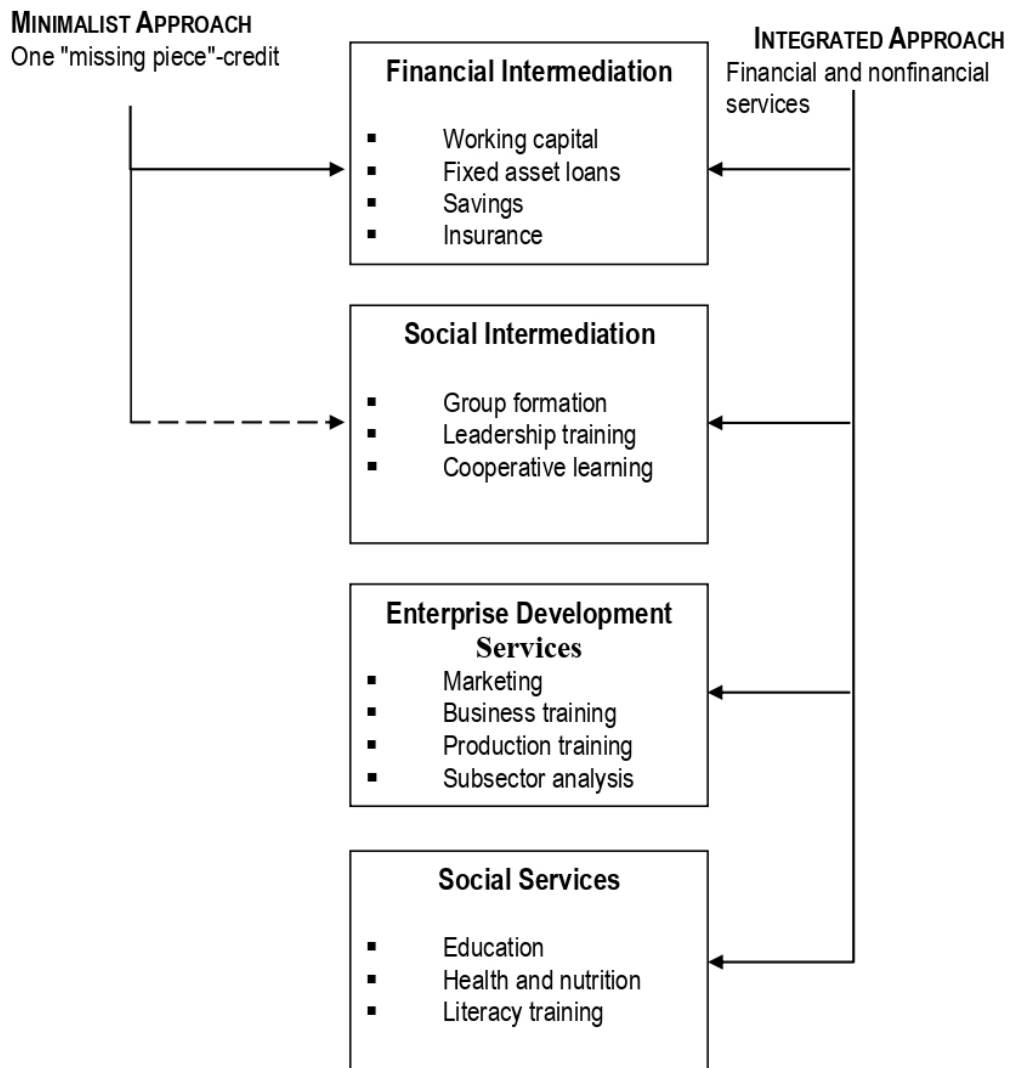 MINIMALIST APPROACH
One "missing piece"-credit
INTEGRATED APPROACH
Financial and nonfinancial
services
Financial Intermediation
▪ Working capital
▪ Fixed asset loans
▪ Savings
▪ Insurance
Social Intermediation
▪ Group formation
▪ Leadership training
▪ Cooperative learning
Enterprise Development
Services
▪ Marketing
▪ Business training
▪ Production training
▪ Subsector analysis
Social Services
▪ Education
▪ Health and nutrition
▪ Literacy training